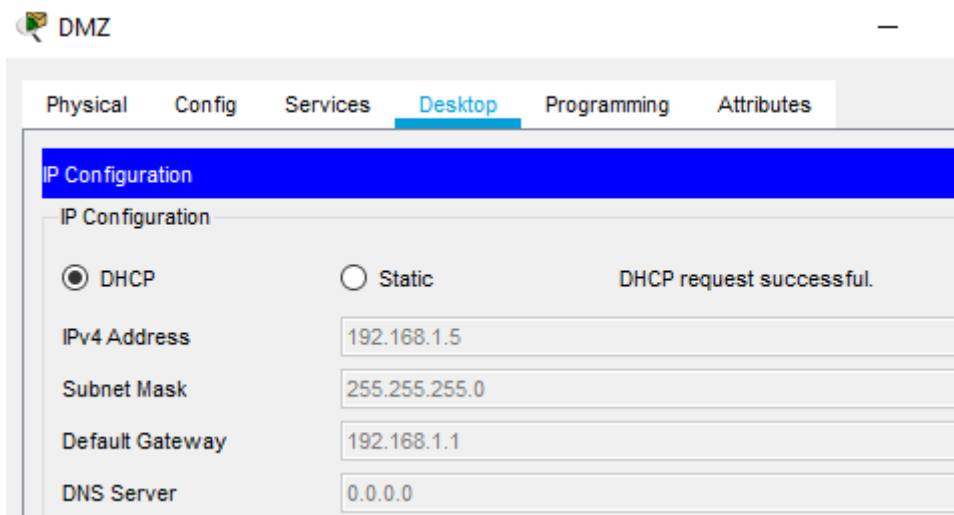 DMZ
Physical Config Services Desktop Programming Attributes
IP Configuration
IP Configuration
DHCP Static DHCP request successful.
IPv4 Address 192.168.1.5
Subnet Mask 255.255.255.0
Default Gateway 192.168.1.1
DNS Server 0.0.0.0